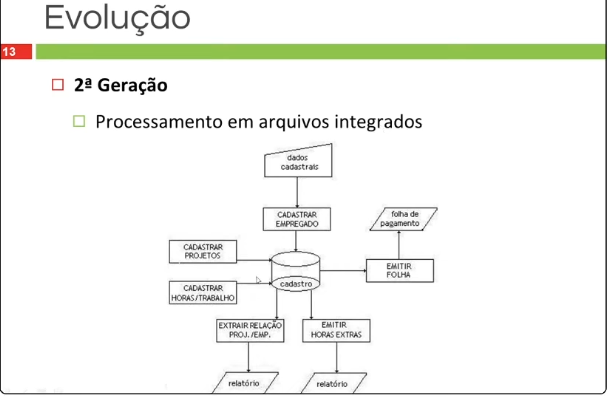 Evolução
13
2ª Geração
Processamento em arquivos integrados
dados
cadastrais
CADASTRAR
EMPREGADO
folha de
pagamento
CADASTRAR
PROJETOS
cadastro
EMITIR
FOLHA
CADASTRAR
HORAS/TRABALHO
EXTRAIR RELAÇÃO
PROJ./EMP.
EMITIR
HORAS EXTRAS
relatório
relatório